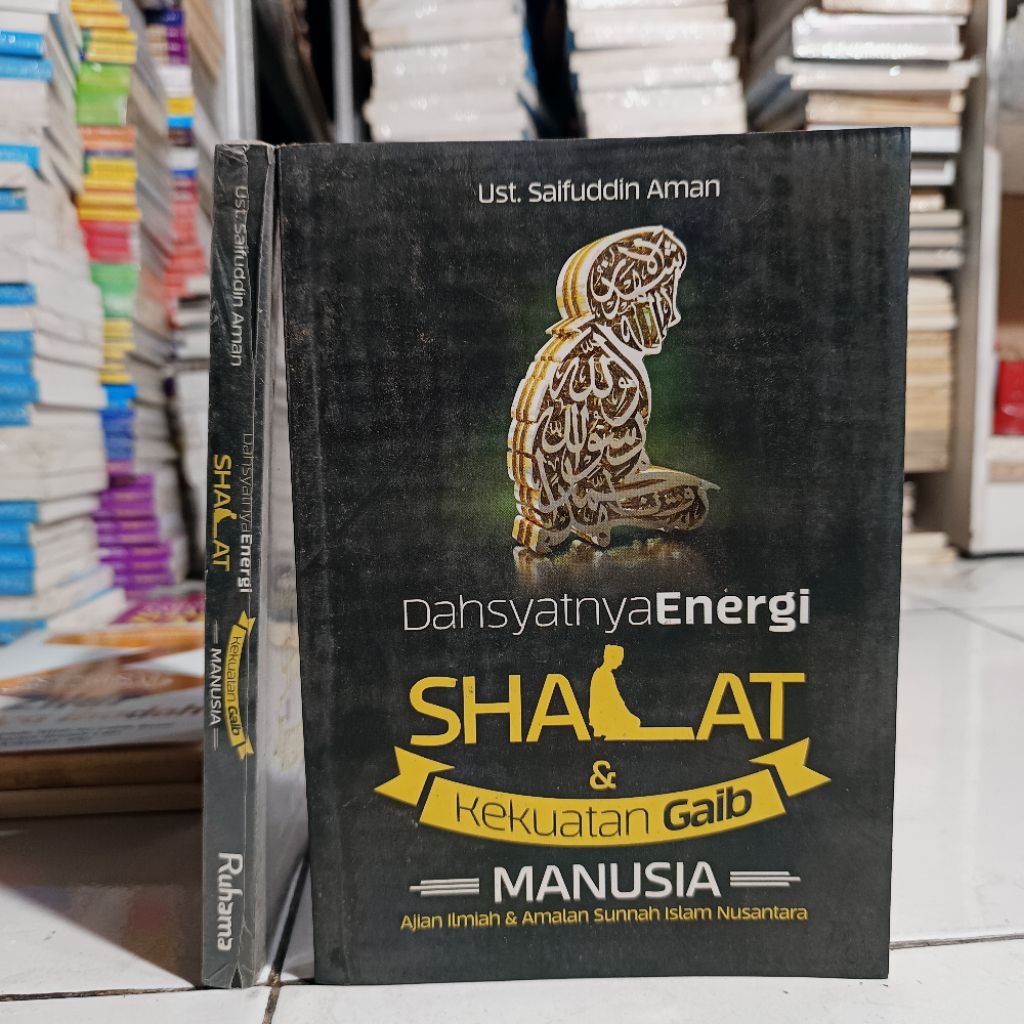 Ust. Saifuddin Aman
DahsyatnyaEnergi
SHALAT
&
Kekuatan Gaib
MANUSIA
Ajian Ilmiah & Amalan Sunnah Islam Nusantara
Ust. Saifuddin Aman
DahsyatnyaEnergi
SHALAT
Kekuatan Gaib
MANUSIA
Ruhama